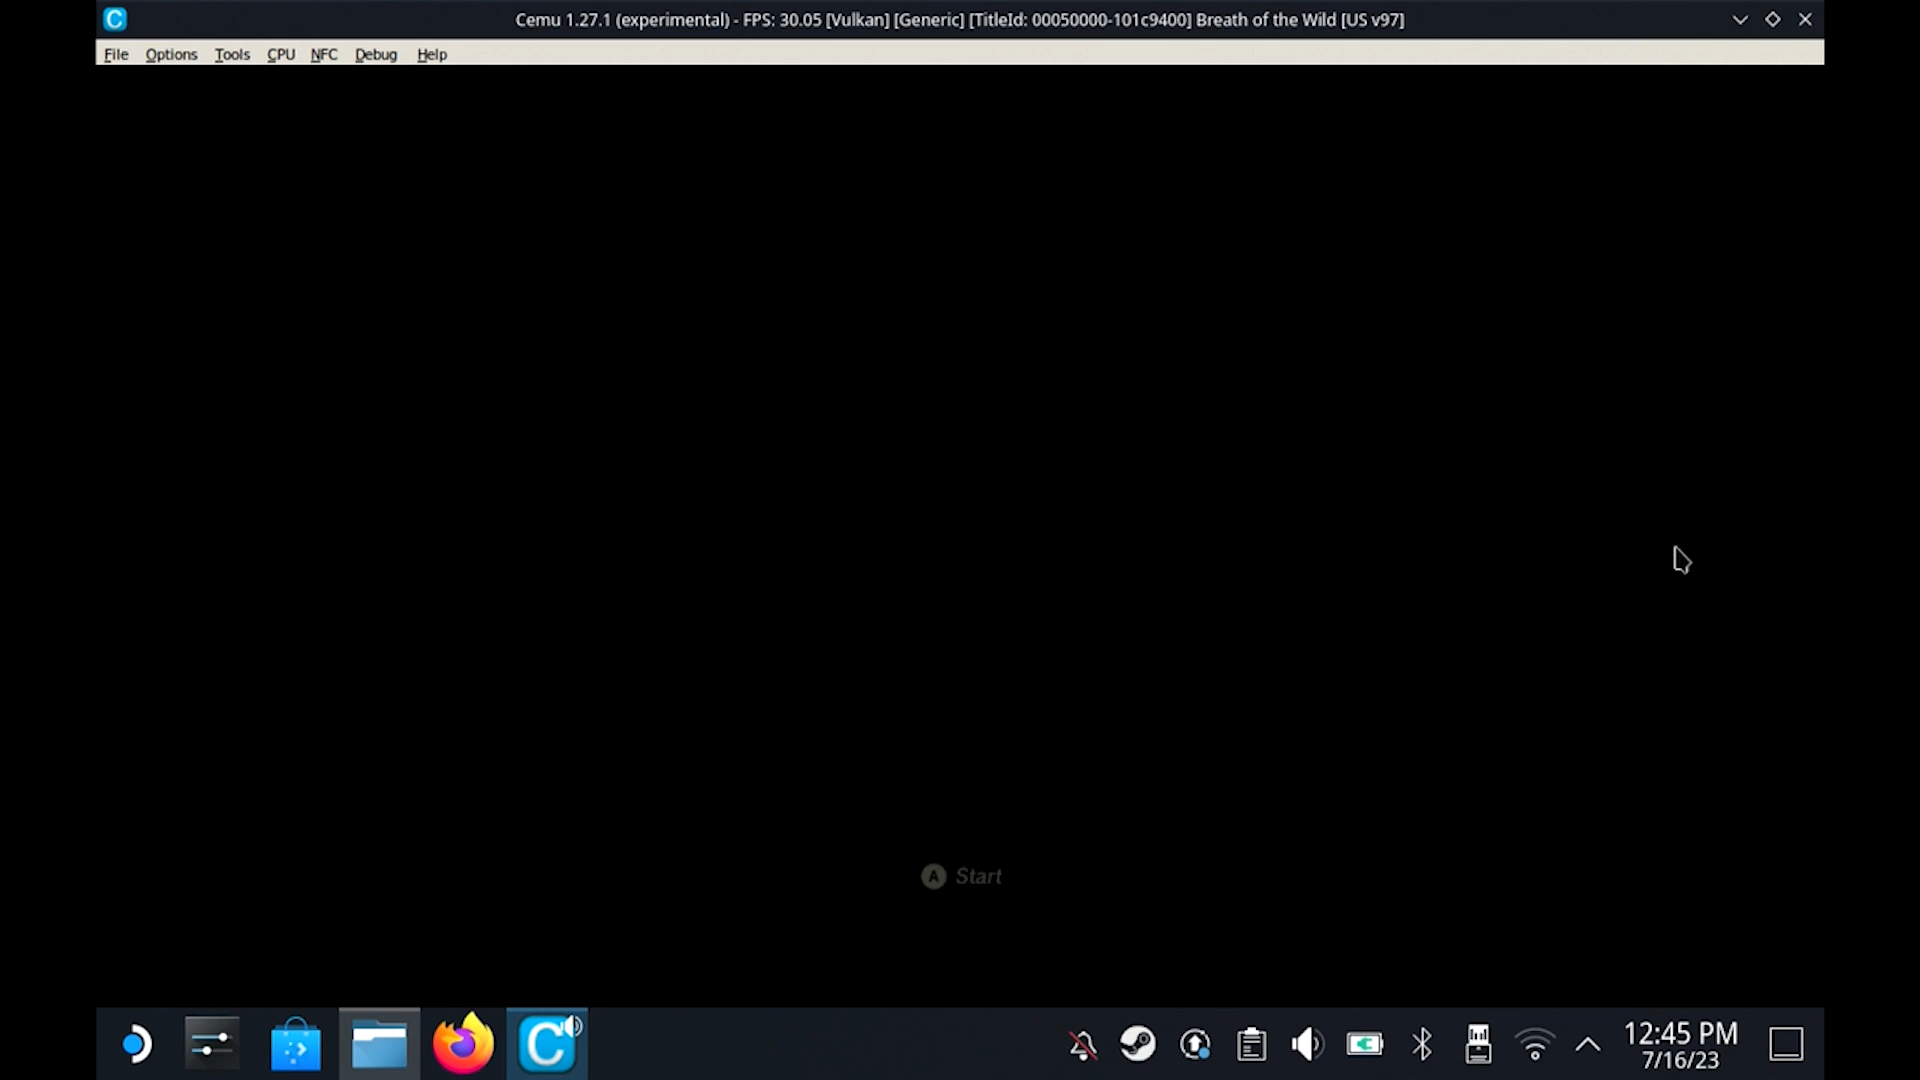 Cemu 1.27.1 (experimental) - FPS: 30.05 [Vulkan] [Generic] [TitleId: 00050000-101c9400] Breath of the Wild [US v97]
File Options Tools CPU NFC Debug Help
A Start
12:45 PM
7/16/23